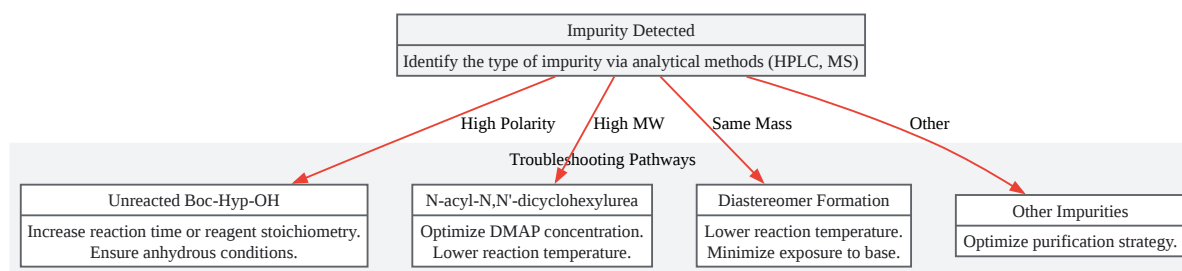 Impurity Detected
Identify the type of impurity via analytical methods (HPLC, MS)
High Polarity
High MW
Same Mass
Other
Troubleshooting Pathways
Unreacted Boc-Hyp-OH
Increase reaction time or reagent stoichiometry.
Ensure anhydrous conditions.
N-acyl-N,N'-dicyclohexylurea
Optimize DMAP concentration.
Lower reaction temperature.
Diastereomer Formation
Lower reaction temperature.
Minimize exposure to base.
Other Impurities
Optimize purification strategy.